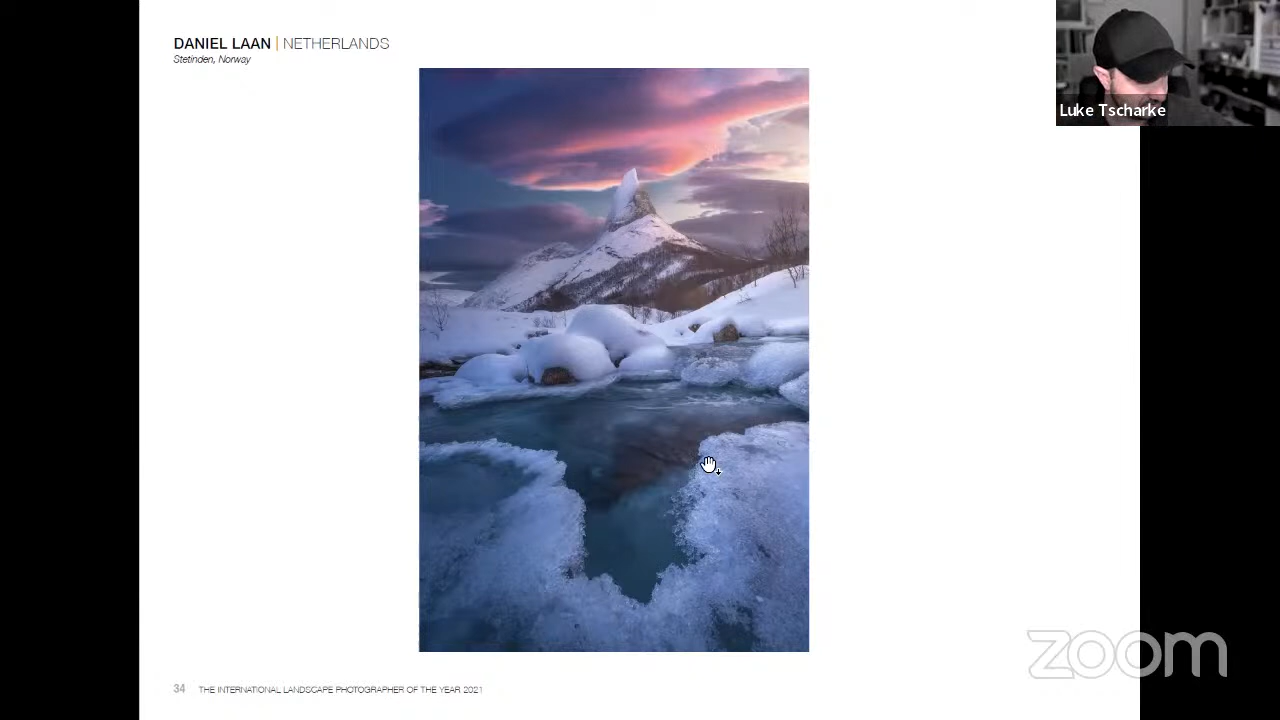 DANIEL LAAN | NETHERLANDS
Stetinden, Norway
Luke Tscharke
zoom
34 THE INTERNATIONAL LANDSCAPE PHOTOGRAPHER OF THE YEAR 2021